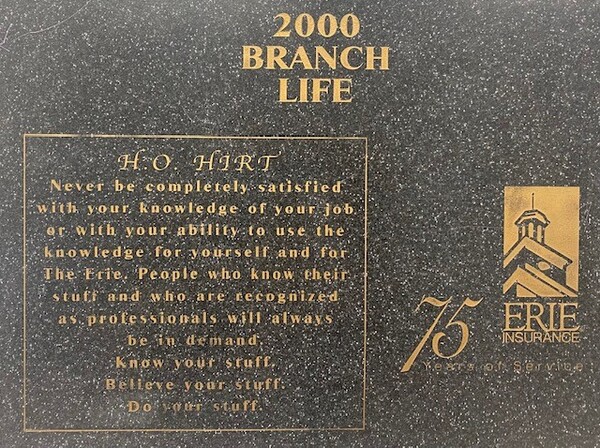 2000
BRANCH
LIFE
H.O HIRT
Never be completely satisfied
with your knowledge of your job
or with your ability to use the
knowledge for yourself and for
The Erie. People who know their
stuff and who are recognized
as professionals will always
be in demand.
Know your stuff.
Believe your stuff.
Do your stuff.
75
ERIE
INSURANCE
Years of Service